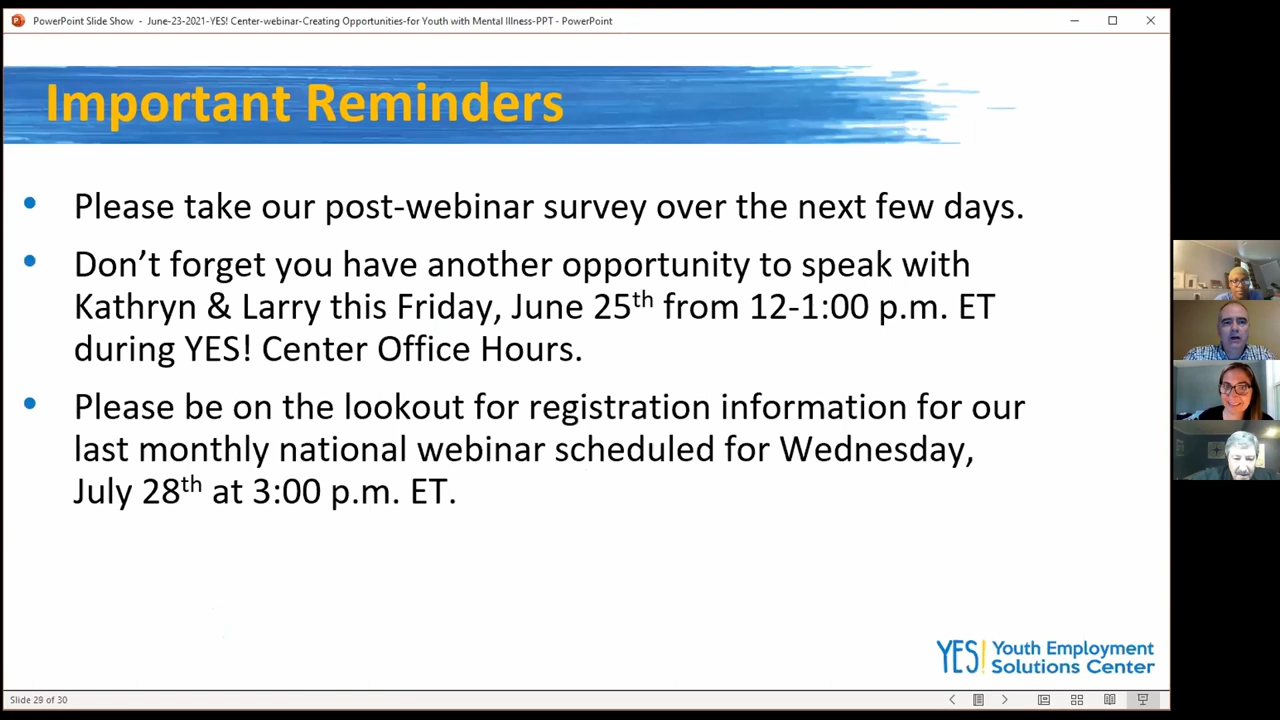 PowerPoint Slide Show - June-23-2021-YES! Center-webinar-Creating Opportunities-for Youth with Mental Illness-PPT - PowerPoint
Important Reminders
• Please take our post-webinar survey over the next few days.
• Don’t forget you have another opportunity to speak with
Kathryn & Larry this Friday, June 25th from 12-1:00 p.m. ET
during YES! Center Office Hours.
• Please be on the lookout for registration information for our
last monthly national webinar scheduled for Wednesday,
July 28th at 3:00 p.m. ET.
YES! Youth Employment
Solutions Center
Slide 29 of 30